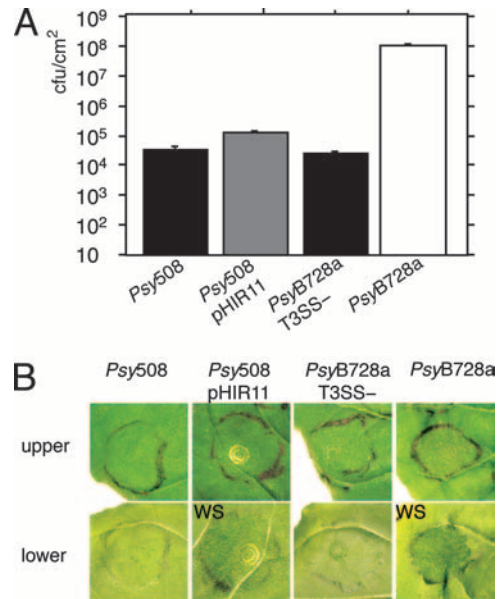 A
cfu/cm²
10⁹
10⁸
10⁷
10⁶
10⁵
10⁴
10³
10²
10
Psy508
Psy508 pHIR11
PsyB728a T3SS–
PsyB728a
B
Psy508
Psy508 pHIR11
PsyB728a T3SS–
PsyB728a
upper
WS
WS
lower